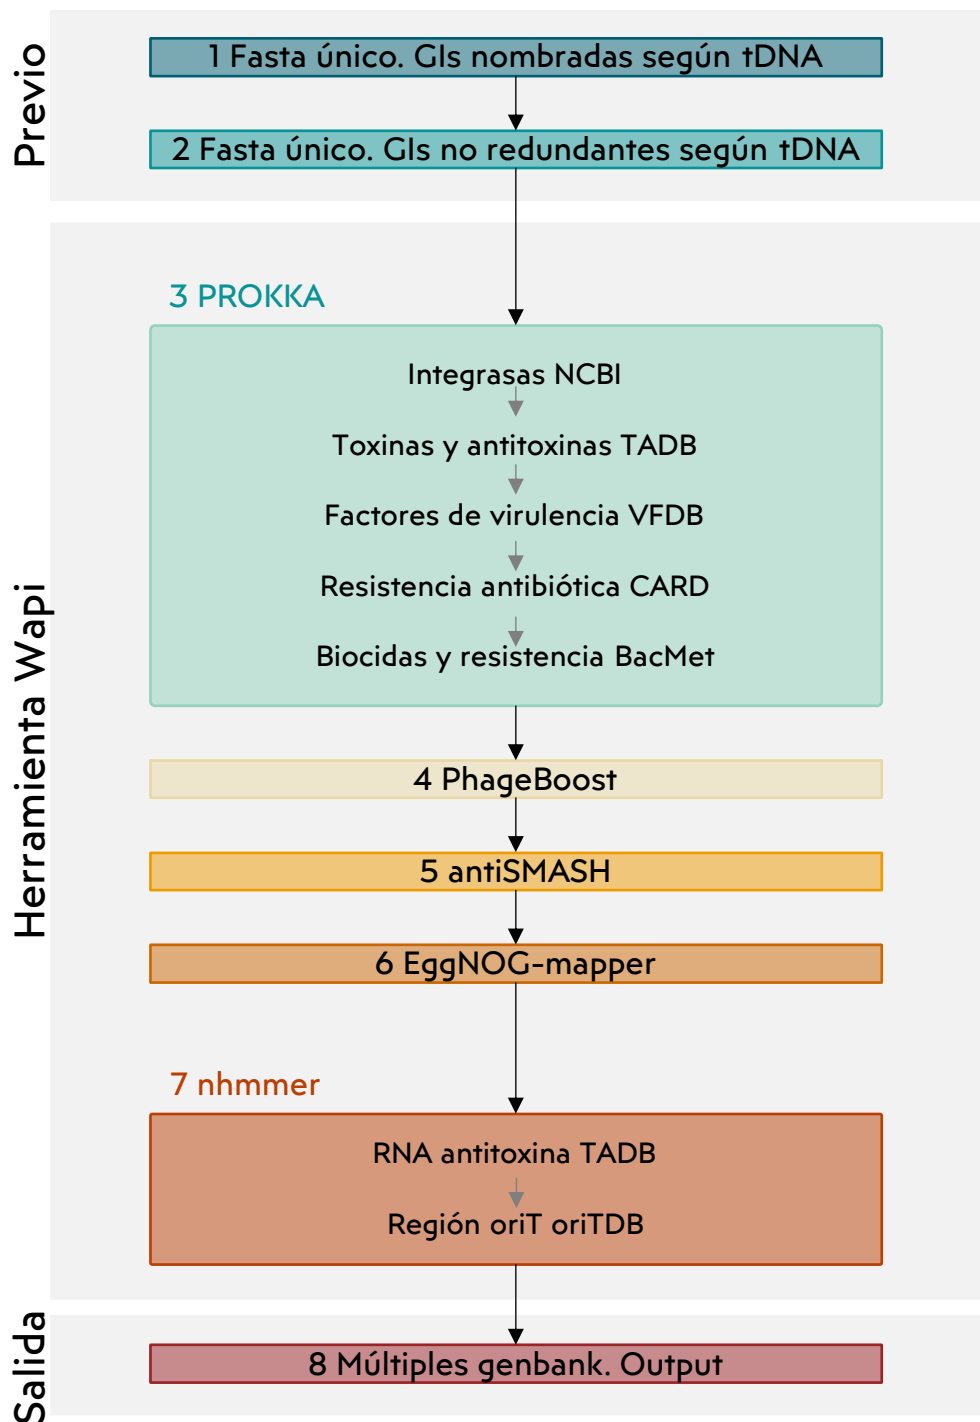 Previo
1 Fasta único. GIs nombradas según tDNA
2 Fasta único. GIs no redundantes según tDNA
Herramienta Wapi
3 PROKKA
Integrasas NCBI
Toxinas y antitoxinas TADB
Factores de virulencia VFDB
Resistencia antibiótica CARD
Biocidas y resistencia BacMet
4 PhageBoost
5 antiSMASH
6 EggNOG-mapper
7 nhmmer
RNA antitoxina TADB
Región oriT oriTDB
Salida
8 Múltiples genbank. Output